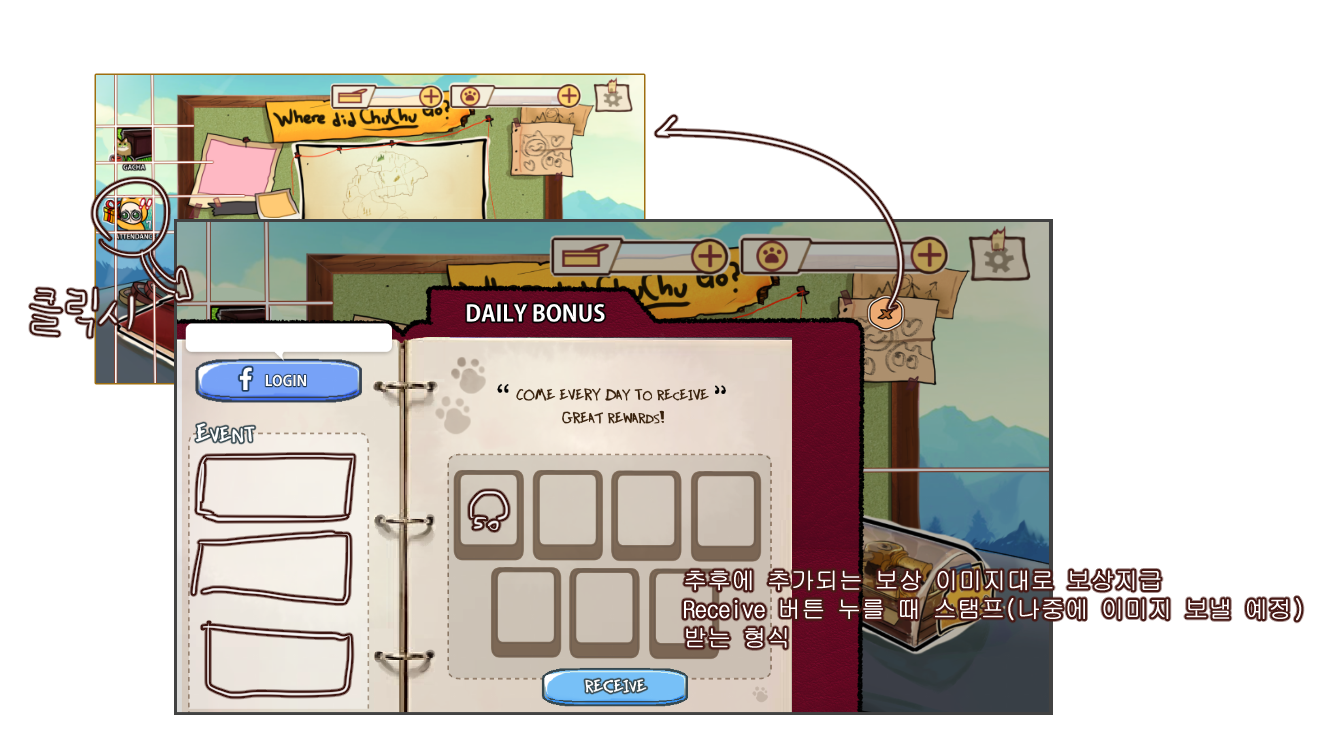 Where did ChuChu Go?
GACHA
ATTENDANCE
클릭시
ChuChu Go?
DAILY BONUS
LOGIN
EVENT
“ COME EVERY DAY TO RECEIVE ”
GREAT REWARDS!
50
추후에 추가되는 보상 이미지대로 보상지급
Receive 버튼 누를 때 스탬프(나중에 이미지 보낼 예정)
받는 형식
RECEIVE